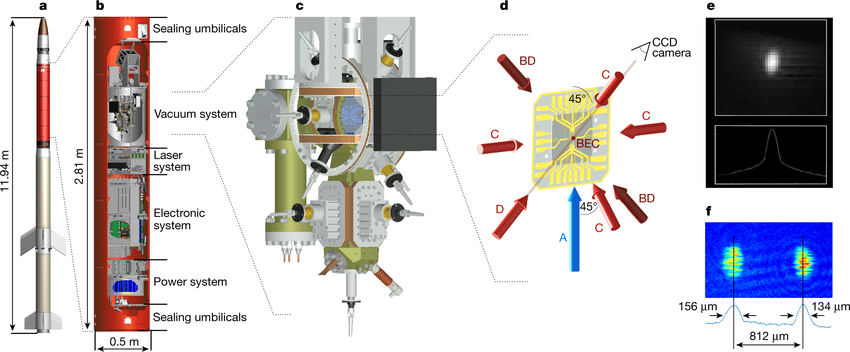 a
b
c
d
e
11.94 m
2.81 m
Sealing umbilicals
Vacuum system
Laser
system
Electronic
system
Power system
Sealing umbilicals
0.5 m
CCD
camera
BD
C
45°
C
C
BEC
D
45°
C
BD
A
f
156 µm
134 µm
812 µm